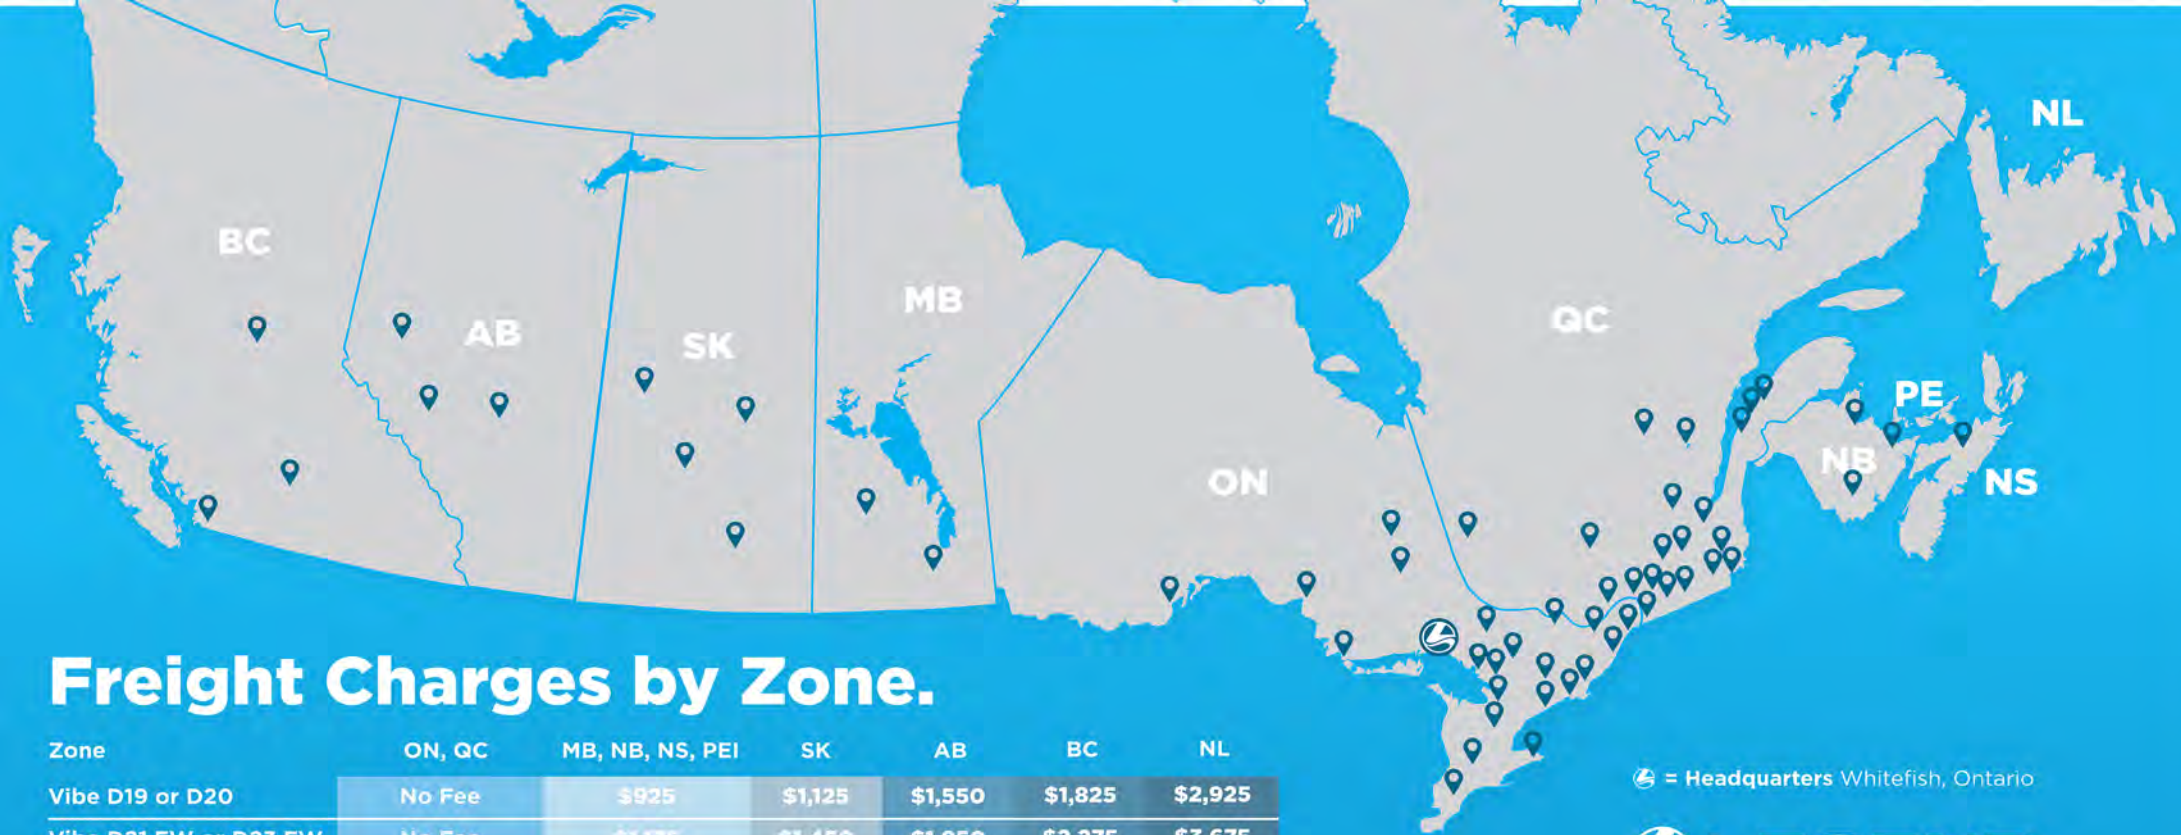 NL
BC
MB
QC
AB
SK
PE
NB
ON
NS
Freight Charges by Zone.
Zone ON, QC MB, NB, NS, PEI SK AB BC NL
Vibe D19 or D20 No Fee $925 $1,125 $1,550 $1,825 $2,925
= Headquarters Whitefish, Ontario